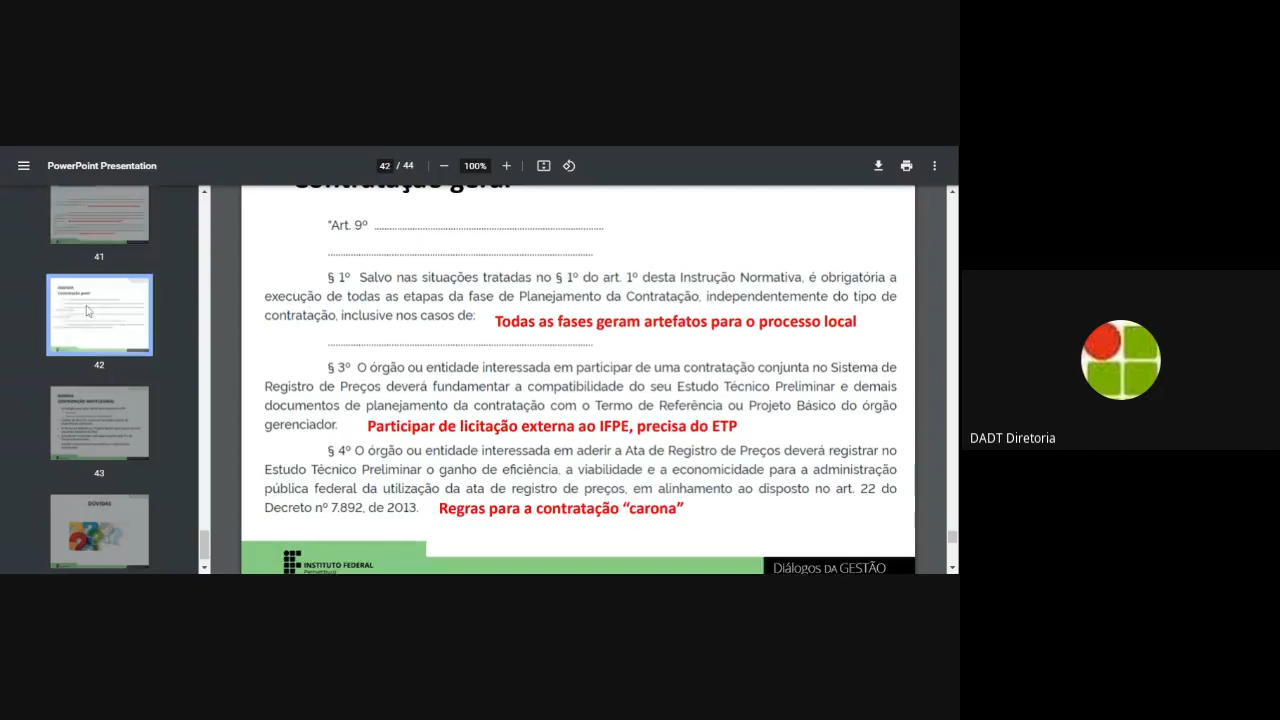 PowerPoint Presentation
42 / 44
100%
41
42
43
DÚVIDAS
Contratação geral
"Art. 9º ........................................................................................
........................................................................................
§ 1º Salvo nas situações tratadas no § 1º do art. 1º desta Instrução Normativa, é obrigatória a
execução de todas as etapas da fase de Planejamento da Contratação, independentemente do tipo de
contratação, inclusive nos casos de:
Todas as fases geram artefatos para o processo local
........................................................................................
§ 3º O órgão ou entidade interessada em participar de uma contratação conjunta no Sistema de
Registro de Preços deverá fundamentar a compatibilidade do seu Estudo Técnico Preliminar e demais
documentos de planejamento da contratação com o Termo de Referência ou Projeto Básico do órgão
gerenciador.
Participar de licitação externa ao IFPE, precisa do ETP
§ 4º O órgão ou entidade interessada em aderir a Ata de Registro de Preços deverá registrar no
Estudo Técnico Preliminar o ganho de eficiência, a viabilidade e a economicidade para a administração
pública federal da utilização da ata de registro de preços, em alinhamento ao disposto no art. 22 do
Decreto nº 7.892, de 2013.
Regras para a contratação “carona”
INSTITUTO FEDERAL
Pernambuco
Diálogos DA GESTÃO
DADT Diretoria